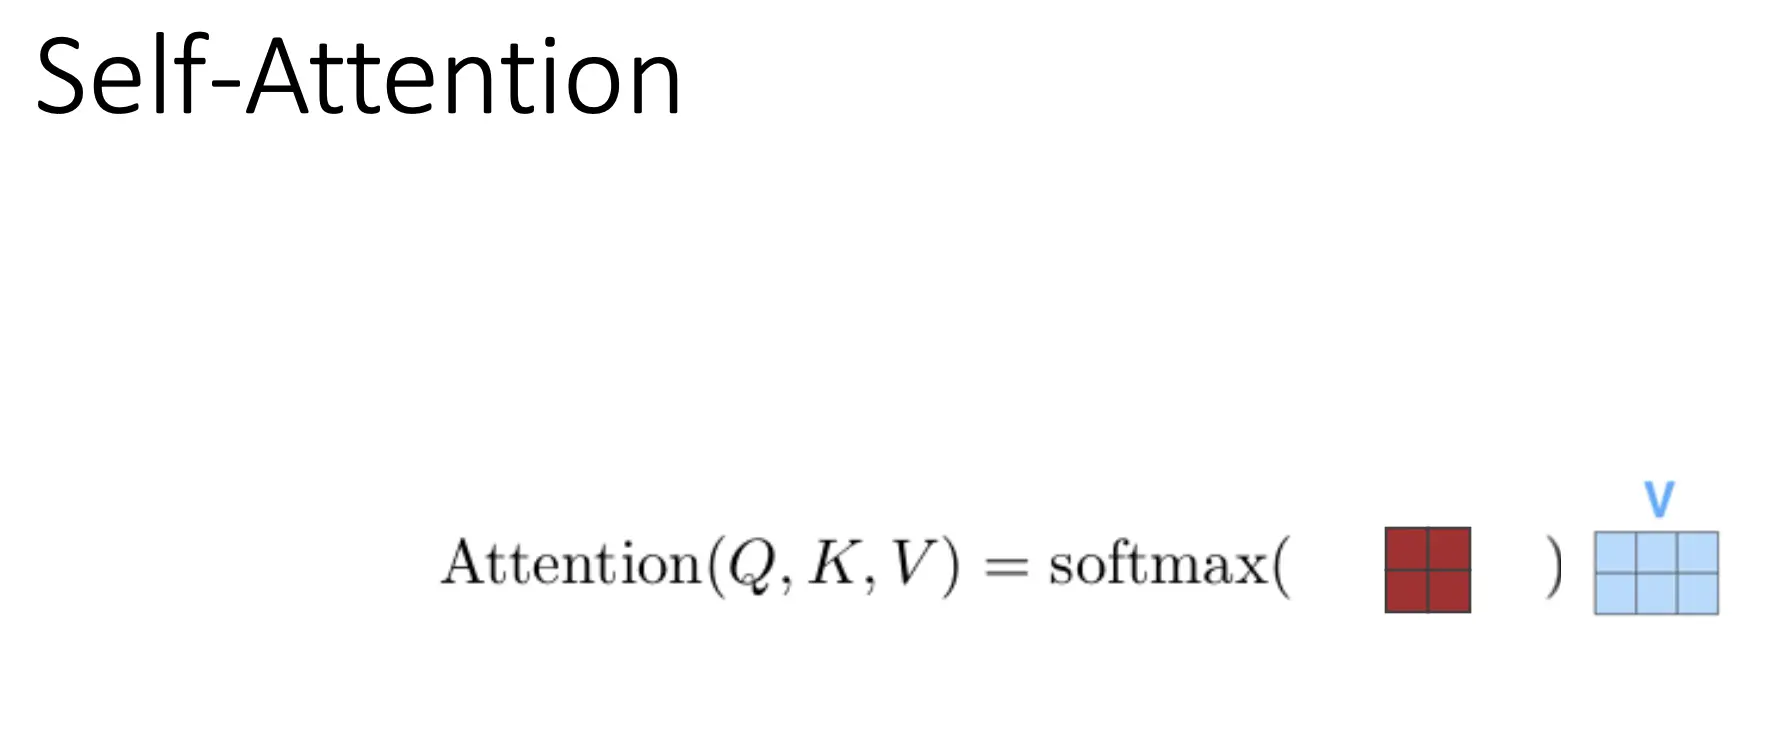 Self-Attention
V
Attention(Q, K, V) = softmax( )